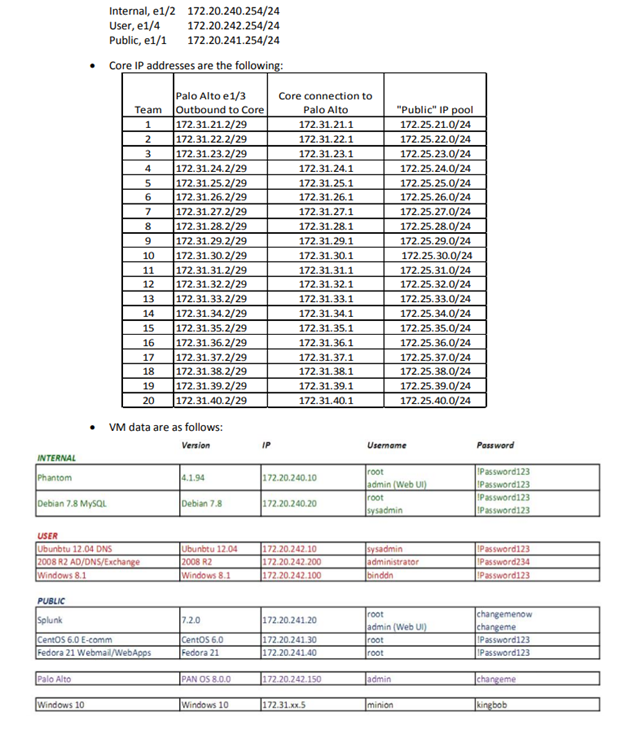 Internal, e1/2 172.20.240.254/24
User, e1/4 172.20.242.254/24
Public, e1/1 172.20.241.254/24
• Core IP addresses are the following:
Team Palo Alto e1/3 Outbound to Core Core connection to Palo Alto "Public" IP pool
1 172.31.21.2/29 172.31.21.1 172.25.21.0/24
2 172.31.22.2/29 172.31.22.1 172.25.22.0/24
3 172.31.23.2/29 172.31.23.1 172.25.23.0/24
4 172.31.24.2/29 172.31.24.1 172.25.24.0/24
5 172.31.25.2/29 172.31.25.1 172.25.25.0/24
6 172.31.26.2/29 172.31.26.1 172.25.26.0/24
7 172.31.27.2/29 172.31.27.1 172.25.27.0/24
8 172.31.28.2/29 172.31.28.1 172.25.28.0/24
9 172.31.29.2/29 172.31.29.1 172.25.29.0/24
10 172.31.30.2/29 172.31.30.1 172.25.30.0/24
11 172.31.31.2/29 172.31.31.1 172.25.31.0/24
12 172.31.32.2/29 172.31.32.1 172.25.32.0/24
13 172.31.33.2/29 172.31.33.1 172.25.33.0/24
14 172.31.34.2/29 172.31.34.1 172.25.34.0/24
15 172.31.35.2/29 172.31.35.1 172.25.35.0/24
16 172.31.36.2/29 172.31.36.1 172.25.36.0/24
17 172.31.37.2/29 172.31.37.1 172.25.37.0/24
18 172.31.38.2/29 172.31.38.1 172.25.38.0/24
19 172.31.39.2/29 172.31.39.1 172.25.39.0/24
20 172.31.40.2/29 172.31.40.1 172.25.40.0/24
• VM data are as follows:
Version IP Username Password
INTERNAL
Phantom 4.1.94 172.20.240.10 root !Password123
admin (Web UI) !Password123
Debian 7.8 MySQL Debian 7.8 172.20.240.20 root !Password123
sysadmin !Password123
USER
Ubunbtu 12.04 DNS Ubunbtu 12.04 172.20.242.10 sysadmin !Password123
2008 R2 AD/DNS/Exchange 2008 R2 172.20.242.200 administrator !Password234
Windows 8.1 Windows 8.1 172.20.242.100 binddn !Password123
PUBLIC
Splunk 7.2.0 172.20.241.20 root changemenow
admin (Web UI) changeme
CentOS 6.0 E-comm CentOS 6.0 172.20.241.30 root !Password123
Fedora 21 Webmail/WebApps Fedora 21 172.20.241.40 root !Password123
Palo Alto PAN OS 8.0.0 172.20.242.150 admin changeme
Windows 10 Windows 10 172.31.xx.5 minion kingbob